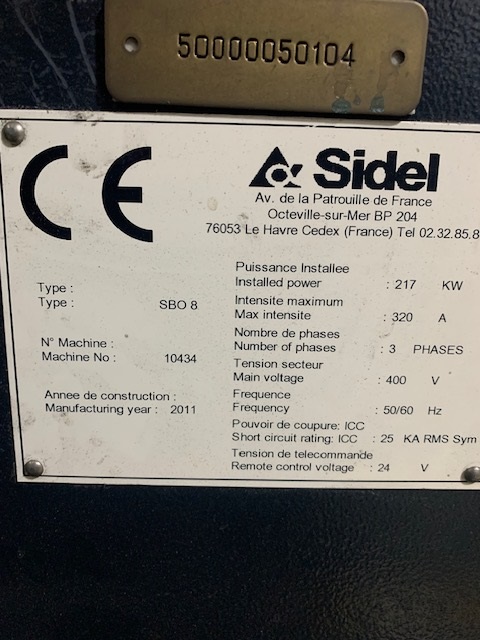 50000050104
CE
Sidel
Av. de la Patrouille de France
Octeville-sur-Mer BP 204
76053 Le Havre Cedex (France) Tel 02.32.85.8
Type :
Type : SBO 8
N° Machine :
Machine No : 10434
Annee de construction :
Manufacturing year : 2011
Puissance Installee
Installed power : 217 KW
Intensite maximum
Max intensite : 320 A
Nombre de phases
Number of phases : 3 PHASES
Tension secteur
Main voltage : 400 V
Frequence
Frequency : 50/60 Hz
Pouvoir de coupure: ICC
Short circuit rating: ICC : 25 KA RMS Sym
Tension de telecommande
Remote control voltage : 24 V